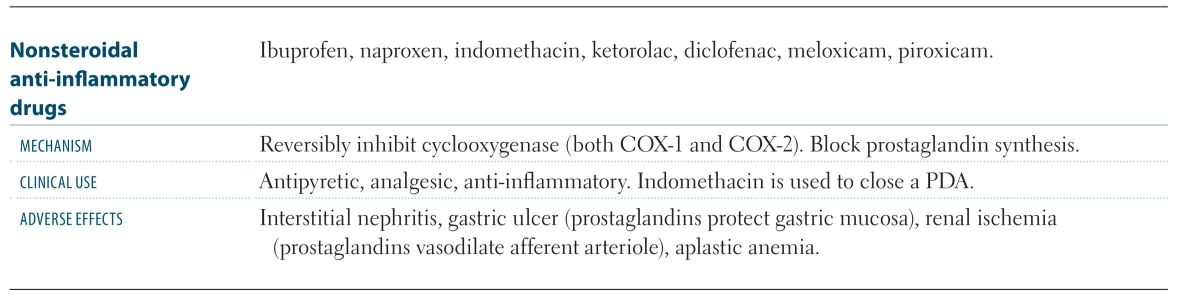 Nonsteroidal
anti-inflammatory
drugs
Ibuprofen, naproxen, indomethacin, ketorolac, diclofenac, meloxicam, piroxicam.
MECHANISM
Reversibly inhibit cyclooxygenase (both COX-1 and COX-2). Block prostaglandin synthesis.
CLINICAL USE
Antipyretic, analgesic, anti-inflammatory. Indomethacin is used to close a PDA.
ADVERSE EFFECTS
Interstitial nephritis, gastric ulcer (prostaglandins protect gastric mucosa), renal ischemia
(prostaglandins vasodilate afferent arteriole), aplastic anemia.